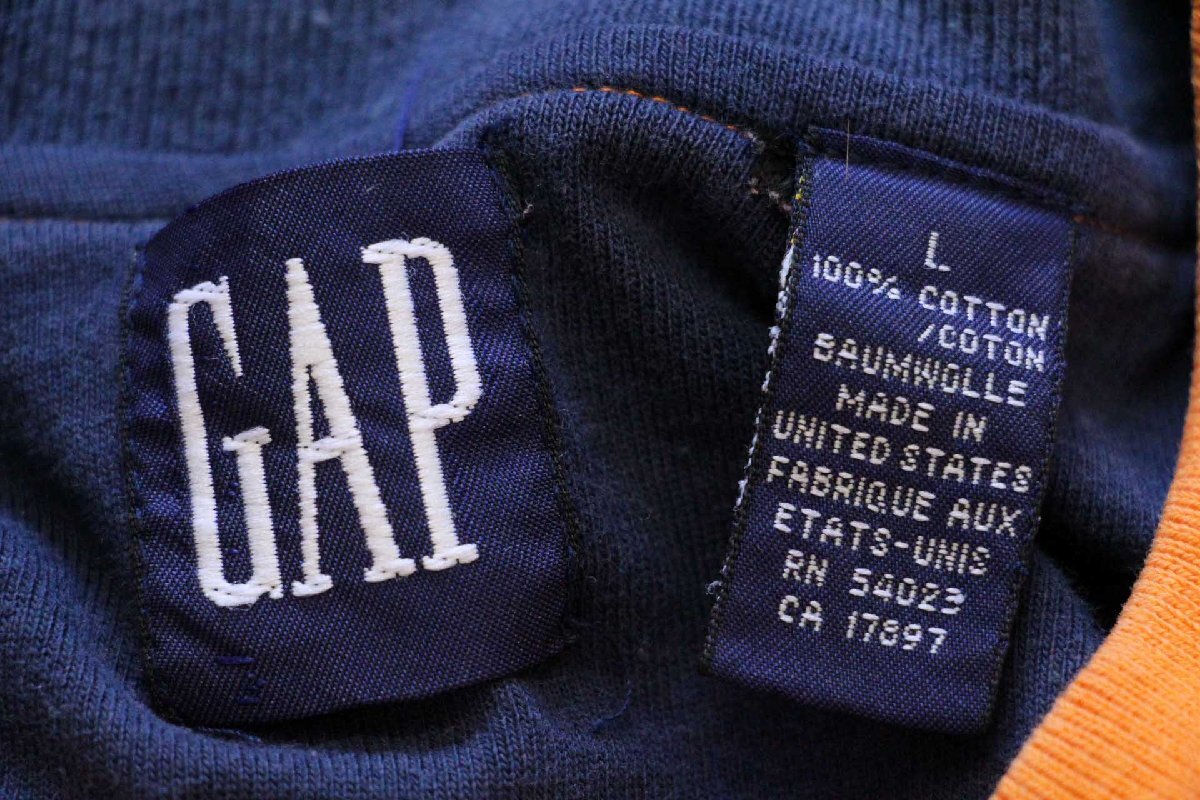 GAP
L
100% COTTON
/COTON
BAUMWOLLE
MADE IN
UNITED STATES
FABRIQUE AUX
ETATS-UNIS
RN 54023
CA 17897